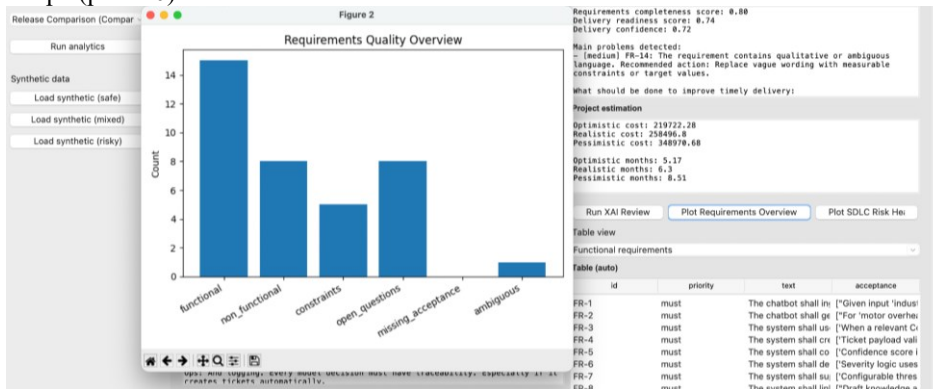 Release Comparison (Compar
Run analytics
Synthetic data
Load synthetic (safe)
Load synthetic (mixed)
Load synthetic (risky)
Figure 2
Requirements Quality Overview
Count
14
12
10
8
6
4
2
0
functional
non_functional
constraints
open_questions
missing_acceptance
ambiguous
Requirements completeness score: 0.80
Delivery readiness score: 0.74
Delivery confidence: 0.72
Main problems detected:
- [medium] FR-14: The requirement contains qualitative or ambiguous
language. Recommended action: Replace vague wording with measurable
constraints or target values.
What should be done to improve timely delivery:
Project estimation
Optimistic cost: 219722.28
Realistic cost: 258496.8
Pessimistic cost: 348970.68
Optimistic months: 5.17
Realistic months: 6.3
Pessimistic months: 8.51
Run XAI Review
Plot Requirements Overview
Plot SDLC Risk Hea
Table view
Functional requirements
Table (auto)
id priority text acceptance
FR-1 must The chatbot shall in ["Given input 'indust
FR-2 must The chatbot shall ge ["For 'motor overhea
FR-3 must The system shall us ['When a relevant C
FR-4 must The system shall cre ['Ticket payload vali
FR-5 must The system shall co ['Confidence score i
FR-6 must The system shall de ['Severity logic uses
FR-7 must The system shall su ['Configurable thres
FR-8 must The system shall lin ["Draft knowledge a
ops: And logging. Every model decision must have traceability. Especially if it
creates tickets automatically.